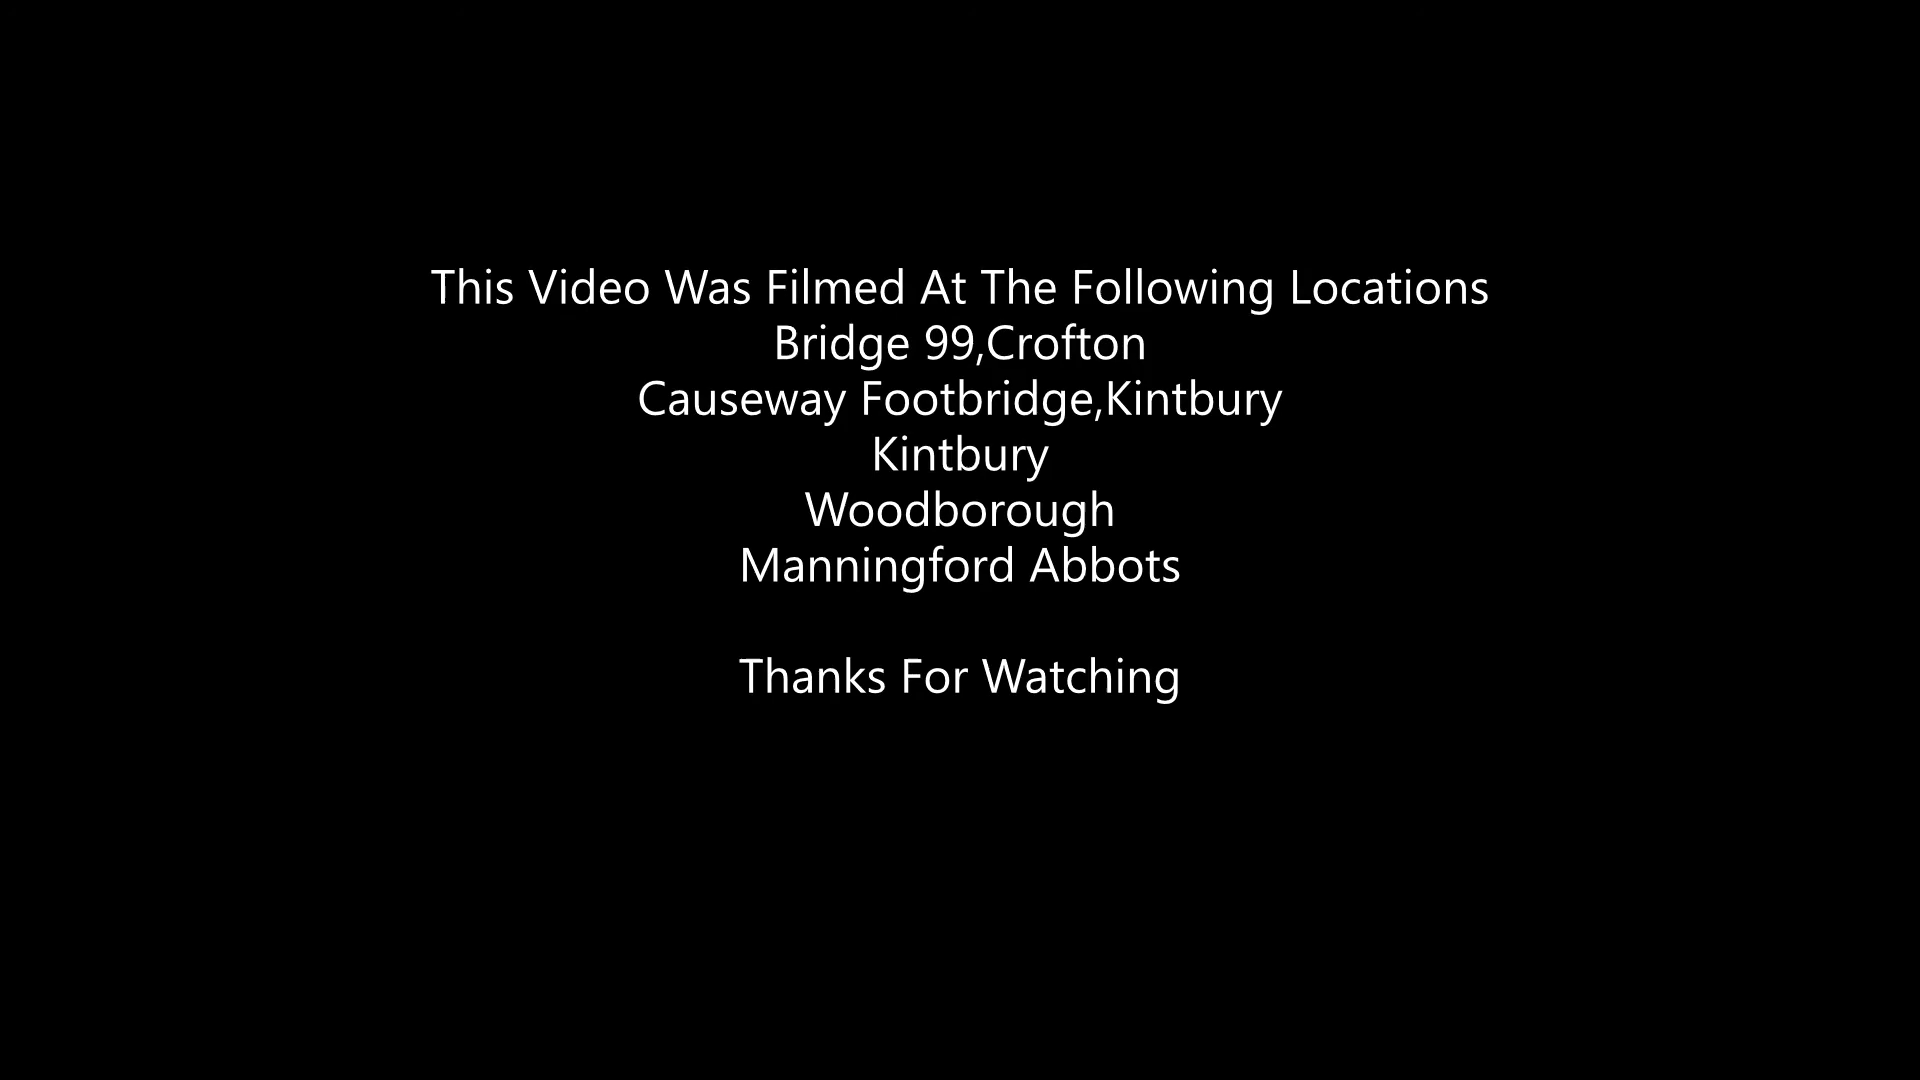 This Video Was Filmed At The Following Locations
Bridge 99,Crofton
Causeway Footbridge,Kintbury
Kintbury
Woodborough
Manningford Abbots
Thanks For Watching